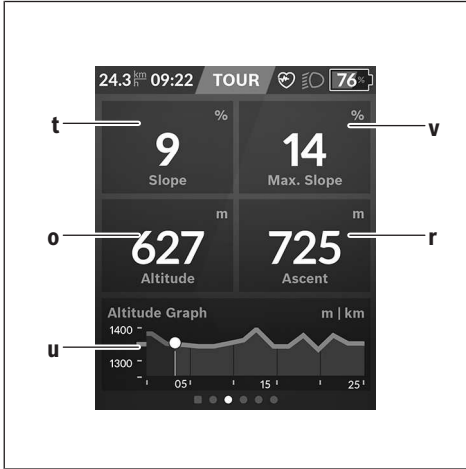 24.3 km/h 09:22 TOUR 76%
t % % v
9 14
Slope Max. Slope
o m m r
627 725
Altitude Ascent
Altitude Graph m | km
1400
u
1300
05 15 25